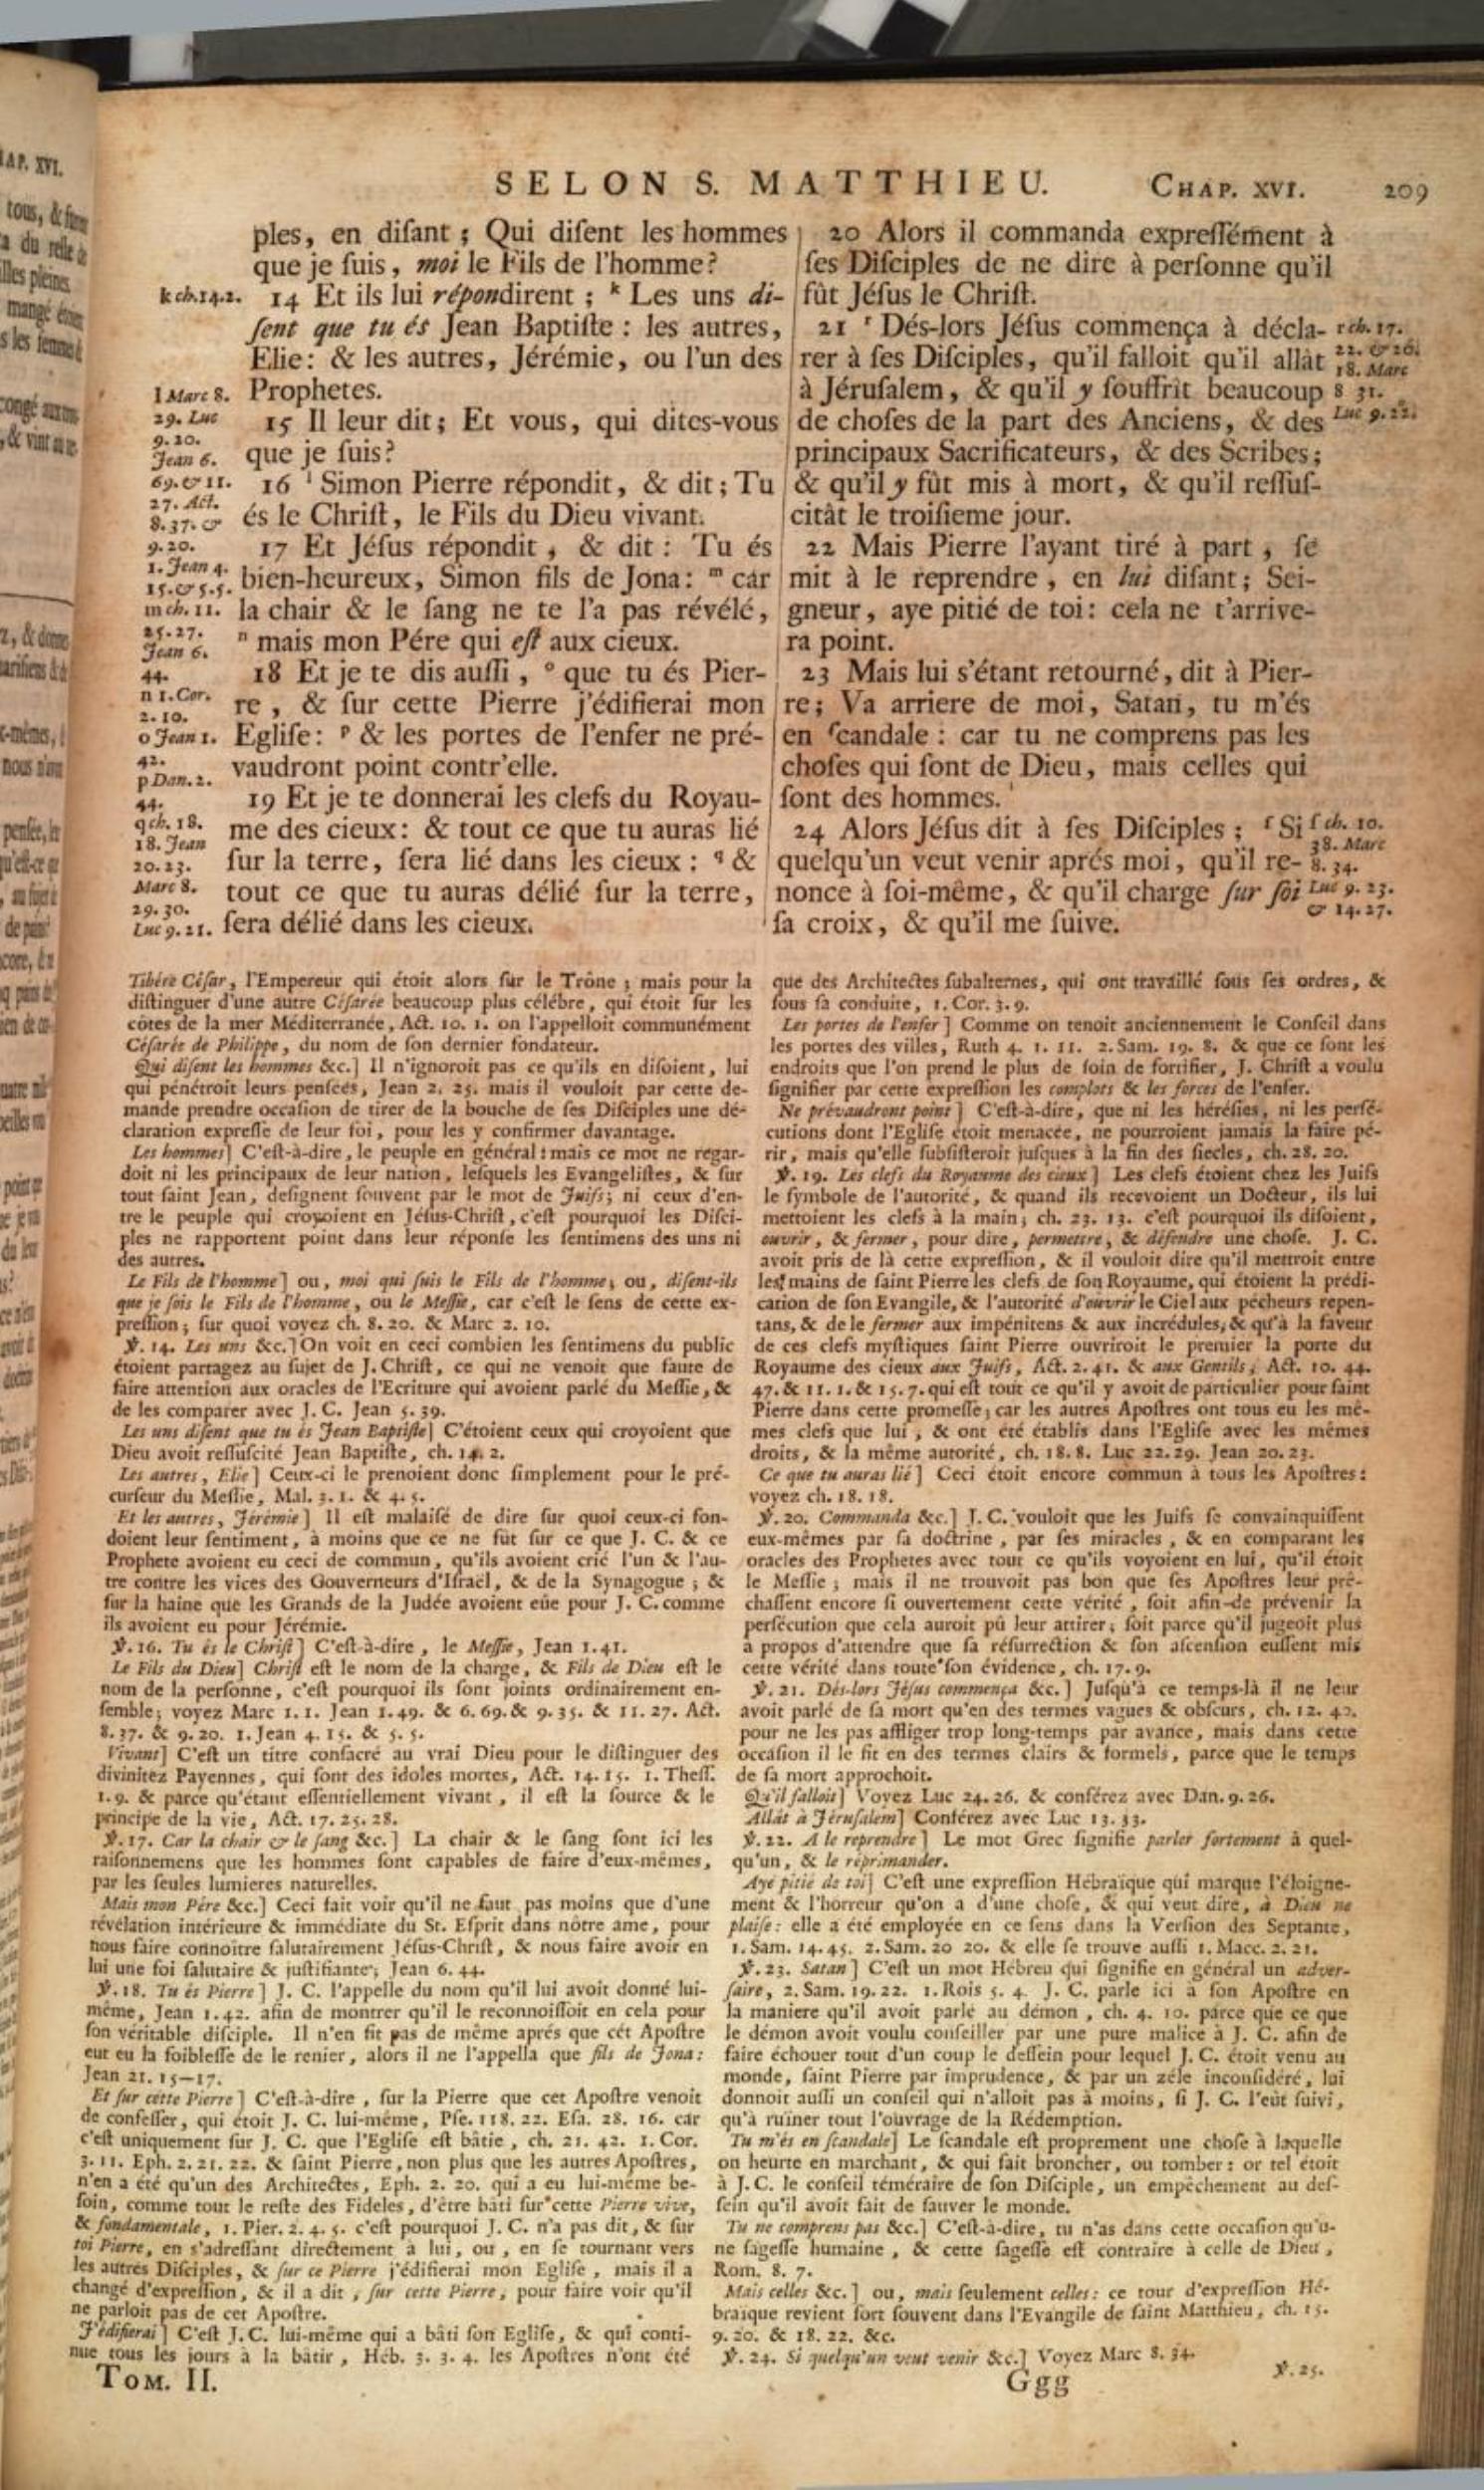 SELON S. MATTHIEU. CHAP. XVI. 209
ples, en diſant ; Qui diſent les hommes
que je ſuis, moi le Fils de l'homme?
14 Et ils lui répondirent ; k Les uns di-
ſent que tu és Jean Baptiſte : les autres,
Elie: & les autres, Jérémie, ou l'un des
Prophetes.
15 Il leur dit; Et vous, qui dites-vous
que je ſuis?
16 l Simon Pierre répondit, & dit; Tu
és le Chriſt, le Fils du Dieu vivant.
17 Et Jéſus répondit, & dit : Tu és
bien-heureux, Simon fils de Jona: m car
la chair & le ſang ne te l'a pas révélé,
n mais mon Pére qui eſt aux cieux.
18 Et je te dis auſſi, o que tu és Pier-
re, & ſur cette Pierre j'édifierai mon
Egliſe: p & les portes de l'enfer ne pré-
vaudront point contr'elle.
19 Et je te donnerai les clefs du Royau-
me des cieux: & tout ce que tu auras lié
ſur la terre, ſera lié dans les cieux : q &
tout ce que tu auras délié ſur la terre,
ſera délié dans les cieux.
k ch.14.2.
l Marc 8.
29. Luc
9.20.
Jean 6.
69.& 11.
27. Act.
8.37. &
9.20.
1. Jean 4.
15.& 5.5.
m ch. 11.
25.27.
Jean 6.
44.
n 1. Cor.
2.10.
o Jean 1.
42.
p Dan. 2.
44.
q ch. 18.
18. Jean
20.23.
Marc 8.
29.30.
Luc 9.21.
20 Alors il commanda expreſſément à
ſes Diſciples de ne dire à perſonne qu'il
fût Jéſus le Chriſt.
21 r Dés-lors Jéſus commença à décla-
rer à ſes Diſciples, qu'il falloit qu'il allât
à Jéruſalem, & qu'il y ſouffrît beaucoup
de choſes de la part des Anciens, & des
principaux Sacrificateurs, & des Scribes;
& qu'il y fût mis à mort, & qu'il reſſuſ-
citât le troiſieme jour.
22 Mais Pierre l'ayant tiré à part, ſe
mit à le reprendre, en lui diſant; Sei-
gneur, aye pitié de toi: cela ne t'arrive-
ra point.
23 Mais lui s'étant retourné, dit à Pier-
re; Va arriere de moi, Satan, tu m'és
en ſcandale : car tu ne comprens pas les
choſes qui ſont de Dieu, mais celles qui
ſont des hommes.
24 Alors Jéſus dit à ſes Diſciples ; ſ Si
quelqu'un veut venir aprés moi, qu'il re-
nonce à ſoi-même, & qu'il charge ſur ſoi
ſa croix, & qu'il me ſuive.
r ch. 17.
22. & 20.
18. Marc
8 31.
Luc 9.22.
ſ ch. 10.
38. Marc
8.34.
Luc 9.23.
& 14.27.
Tibére Céſar, l'Empereur qui étoit alors ſur le Trône ; mais pour la
diſtinguer d'une autre Céſarée beaucoup plus célébre, qui étoit ſur les
côtes de la mer Méditerranée, Act. 10. 1. on l'appelloit communément
Céſarée de Philippe, du nom de ſon dernier fondateur.
Qui diſent les hommes &c.] Il n'ignoroit pas ce qu'ils en diſoient, lui
qui pénétroit leurs penſées, Jean 2. 25. mais il vouloit par cette de-
mande prendre occaſion de tirer de la bouche de ſes Diſciples une dé-
claration expreſſe de leur foi, pour les y confirmer davantage.
Les hommes] C'eſt-à-dire, le peuple en général : mais ce mot ne regar-
doit ni les principaux de leur nation, leſquels les Evangeliſtes, & ſur
tout ſaint Jean, deſignent ſouvent par le mot de Juifs; ni ceux d'en-
tre le peuple qui croyoient en Jéſus-Chriſt, c'eſt pourquoi les Diſci-
ples ne rapportent point dans leur réponſe les ſentimens des uns ni
des autres.
Le Fils de l'homme] ou, moi qui ſuis le Fils de l'homme; ou, diſent-ils
que je ſois le Fils de l'homme, ou le Meſſie, car c'eſt le ſens de cette ex-
preſſion; ſur quoi voyez ch. 8. 20. & Marc 2. 10.
℣. 14. Les uns &c.] On voit en ceci combien les ſentimens du public
étoient partagez au ſujet de J. Chriſt, ce qui ne venoit que faute de
faire attention aux oracles de l'Ecriture qui avoient parlé du Meſſie, &
de les comparer avec J. C. Jean 5. 39.
Les uns diſent que tu és Jean Baptiſte] C'étoient ceux qui croyoient que
Dieu avoit reſſuſcité Jean Baptiſte, ch. 14. 2.
Les autres, Elie] Ceux-ci le prenoient donc ſimplement pour le pré-
curſeur du Meſſie, Mal. 3. 1. & 4. 5.
Et les autres, Jérémie] Il eſt malaiſé de dire ſur quoi ceux-ci fon-
doient leur ſentiment, à moins que ce ne fût ſur ce que J. C. & ce
Prophete avoient eu ceci de commun, qu'ils avoient crié l'un & l'au-
tre contre les vices des Gouverneurs d'Iſraël, & de la Synagogue ; &
ſur la haine que les Grands de la Judée avoient eüe pour J. C. comme
ils avoient eu pour Jérémie.
℣. 16. Tu és le Chriſt] C'eſt-à-dire, le Meſſie, Jean 1.41.
Le Fils du Dieu] Chriſt eſt le nom de la charge, & Fils de Dieu eſt le
nom de la perſonne, c'eſt pourquoi ils ſont joints ordinairement en-
ſemble; voyez Marc 1. 1. Jean 1.49. & 6. 69. & 9. 35. & 11. 27. Act.
8. 37. & 9. 20. 1. Jean 4. 15. & 5. 5.
Vivant] C'eſt un titre conſacré au vrai Dieu pour le diſtinguer des
divinitez Payennes, qui ſont des idoles mortes, Act. 14. 15. 1. Theſſ.
1. 9. & parce qu'étant eſſentiellement vivant, il eſt la ſource & le
principe de la vie, Act. 17. 25. 28.
℣. 17. Car la chair & le ſang &c.] La chair & le ſang ſont ici les
raiſonnemens que les hommes ſont capables de faire d'eux-mêmes,
par les ſeules lumieres naturelles.
Mais mon Pére &c.] Ceci fait voir qu'il ne faut pas moins que d'une
révélation intérieure & immédiate du St. Eſprit dans nôtre ame, pour
nous faire connoître ſalutairement Jéſus-Chriſt, & nous faire avoir en
lui une foi ſalutaire & juſtifiante; Jean 6. 44.
℣. 18. Tu és Pierre] J. C. l'appelle du nom qu'il lui avoit donné lui-
même, Jean 1. 42. afin de montrer qu'il le reconnoiſſoit en cela pour
ſon véritable diſciple. Il n'en fit pas de même aprés que cét Apoſtre
eut eu la foibleſſe de le renier, alors il ne l'appella que fils de Jona:
Jean 21. 15—17.
Et ſur cette Pierre] C'eſt-à-dire, ſur la Pierre que cet Apoſtre venoit
de confeſſer, qui étoit J. C. lui-même, Pſe. 118. 22. Eſa. 28. 16. car
c'eſt uniquement ſur J. C. que l'Egliſe eſt bâtie, ch. 21. 42. 1. Cor.
3. 11. Eph. 2. 21. 22. & ſaint Pierre, non plus que les autres Apoſtres,
n'en a été qu'un des Architectes, Eph. 2. 20. qui a eu lui-même be-
ſoin, comme tout le reſte des Fideles, d'être bâti ſur cette Pierre vive,
& fondamentale, 1. Pier. 2. 4. 5. c'eſt pourquoi J. C. n'a pas dit, & ſur
toi Pierre, en s'adreſſant directement à lui, ou, en ſe tournant vers
les autres Diſciples, & ſur ce Pierre j'édifierai mon Egliſe, mais il a
changé d'expreſſion, & il a dit, ſur cette Pierre, pour faire voir qu'il
ne parloit pas de cet Apoſtre.
J'édifierai] C'eſt J. C. lui-même qui a bâti ſon Egliſe, & qui conti-
nue tous les jours à la bâtir, Héb. 3. 3. 4. les Apoſtres n'ont été
que des Architectes ſubalternes, qui ont travaillé ſous ſes ordres, &
ſous ſa conduite, 1. Cor. 3. 9.
Les portes de l'enfer] Comme on tenoit anciennement le Conſeil dans
les portes des villes, Ruth 4. 1. 11. 2. Sam. 19. 8. & que ce ſont les
endroits que l'on prend le plus de ſoin de fortifier, J. Chriſt a voulu
ſignifier par cette expreſſion les complots & les forces de l'enfer.
Ne prévaudront point] C'eſt-à-dire, que ni les héréſies, ni les perſé-
cutions dont l'Egliſe étoit menacée, ne pourroient jamais la faire pé-
rir, mais qu'elle ſubſiſteroit juſques à la fin des ſiecles, ch. 28. 20.
℣. 19. Les clefs du Royaume des cieux] Les clefs étoient chez les Juifs
le ſymbole de l'autorité, & quand ils recevoient un Docteur, ils lui
mettoient les clefs à la main; ch. 23. 13. c'eſt pourquoi ils diſoient,
ouvrir, & fermer, pour dire, permettre, & défendre une choſe. J. C.
avoit pris de là cette expreſſion, & il vouloit dire qu'il mettroit entre
les mains de ſaint Pierre les clefs de ſon Royaume, qui étoient la prédi-
cation de ſon Evangile, & l'autorité d'ouvrir le Ciel aux pécheurs repen-
tans, & de le fermer aux impénitens & aux incrédules; & qu'à la faveur
de ces clefs myſtiques ſaint Pierre ouvriroit le premier la porte du
Royaume des cieux aux Juifs, Act. 2. 41. & aux Gentils, Act. 10. 44.
47. & 11. 1. & 15. 7. qui eſt tout ce qu'il y avoit de particulier pour ſaint
Pierre dans cette promeſſe; car les autres Apoſtres ont tous eu les mê-
mes clefs que lui, & ont été établis dans l'Egliſe avec les mêmes
droits, & la même autorité, ch. 18. 8. Luc 22. 29. Jean 20. 23.
Ce que tu auras lié] Ceci étoit encore commun à tous les Apoſtres:
voyez ch. 18. 18.
℣. 20. Commanda &c.] J. C. vouloit que les Juifs ſe convainquiſſent
eux-mêmes par ſa doctrine, par ſes miracles, & en comparant les
oracles des Prophetes avec tout ce qu'ils voyoient en lui, qu'il étoit
le Meſſie; mais il ne trouvoit pas bon que ſes Apoſtres leur prê-
chaſſent encore ſi ouvertement cette vérité, ſoit afin de prévenir la
perſécution que cela auroit pû leur attirer; ſoit parce qu'il jugeoit plus
à propos d'attendre que ſa réſurrection & ſon aſcenſion euſſent mis
cette vérité dans toute ſon évidence, ch. 17. 9.
℣. 21. Dés-lors Jéſus commença &c.] Juſqu'à ce temps-là il ne leur
avoit parlé de ſa mort qu'en des termes vagues & obſcurs, ch. 12. 40.
pour ne les pas affliger trop long-temps par avance, mais dans cette
occaſion il le fit en des termes clairs & formels, parce que le temps
de ſa mort approchoit.
Qu'il falloit] Voyez Luc 24. 26. & conférez avec Dan. 9. 26.
Allât à Jéruſalem] Conférez avec Luc 13. 33.
℣. 22. A le reprendre] Le mot Grec ſignifie parler fortement à quel-
qu'un, & le réprimander.
Aye pitié de toi] C'eſt une expreſſion Hébraïque qui marque l'éloigne-
ment & l'horreur qu'on a d'une choſe, & qui veut dire, à Dieu ne
plaiſe: elle a été employée en ce ſens dans la Verſion des Septante,
1. Sam. 14. 45. 2. Sam. 20 20. & elle ſe trouve auſſi 1. Macc. 2. 21.
℣. 23. Satan] C'eſt un mot Hébreu qui ſignifie en général un adver-
ſaire, 2. Sam. 19. 22. 1. Rois 5. 4. J. C. parle ici à ſon Apoſtre en
la maniere qu'il avoit parlé au démon, ch. 4. 10. parce que ce que
le démon avoit voulu conſeiller par une pure malice à J. C. afin de
faire échouer tout d'un coup le deſſein pour lequel J. C. étoit venu au
monde, ſaint Pierre par imprudence, & par un zéle inconſidéré, lui
donnoit auſſi un conſeil qui n'alloit pas à moins, ſi J. C. l'eût ſuivi,
qu'à ruïner tout l'ouvrage de la Rédemption.
Tu m'és en ſcandale] Le ſcandale eſt proprement une choſe à laquelle
on heurte en marchant, & qui fait broncher, ou tomber: or tel étoit
à J. C. le conſeil téméraire de ſon Diſciple, un empêchement au deſ-
ſein qu'il avoit fait de ſauver le monde.
Tu ne comprens pas &c.] C'eſt-à-dire, tu n'as dans cette occaſion qu'u-
ne ſageſſe humaine, & cette ſageſſe eſt contraire à celle de Dieu,
Rom. 8. 7.
Mais celles &c.] ou, mais ſeulement celles: ce tour d'expreſſion Hé-
braïque revient fort ſouvent dans l'Evangile de ſaint Matthieu, ch. 15.
9. 20. & 18. 22. &c.
℣. 24. Si quelqu'un veut venir &c.] Voyez Marc 8. 34.
℣. 25.
TOM. II. Ggg